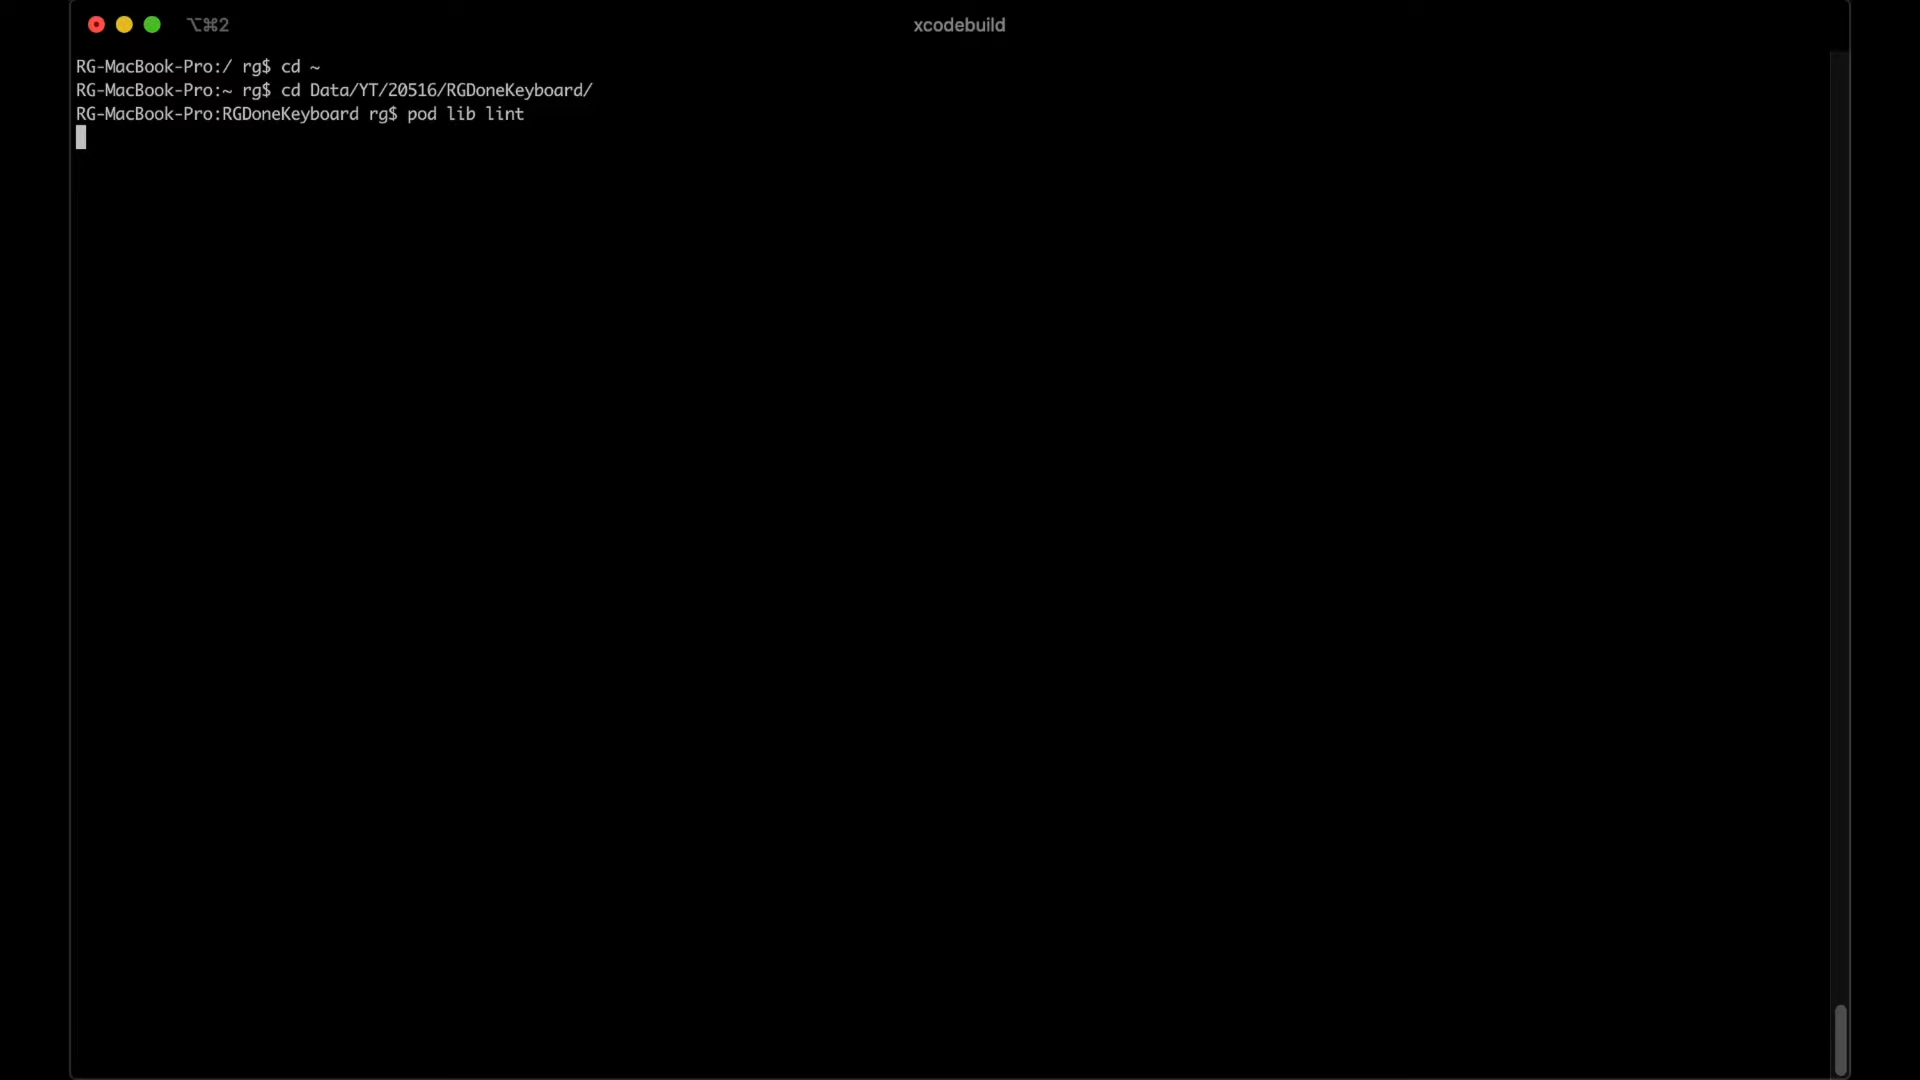 ⌥⌘2
xcodebuild
RG-MacBook-Pro:/ rg$ cd ~
RG-MacBook-Pro:~ rg$ cd Data/YT/20516/RGDoneKeyboard/
RG-MacBook-Pro:RGDoneKeyboard rg$ pod lib lint